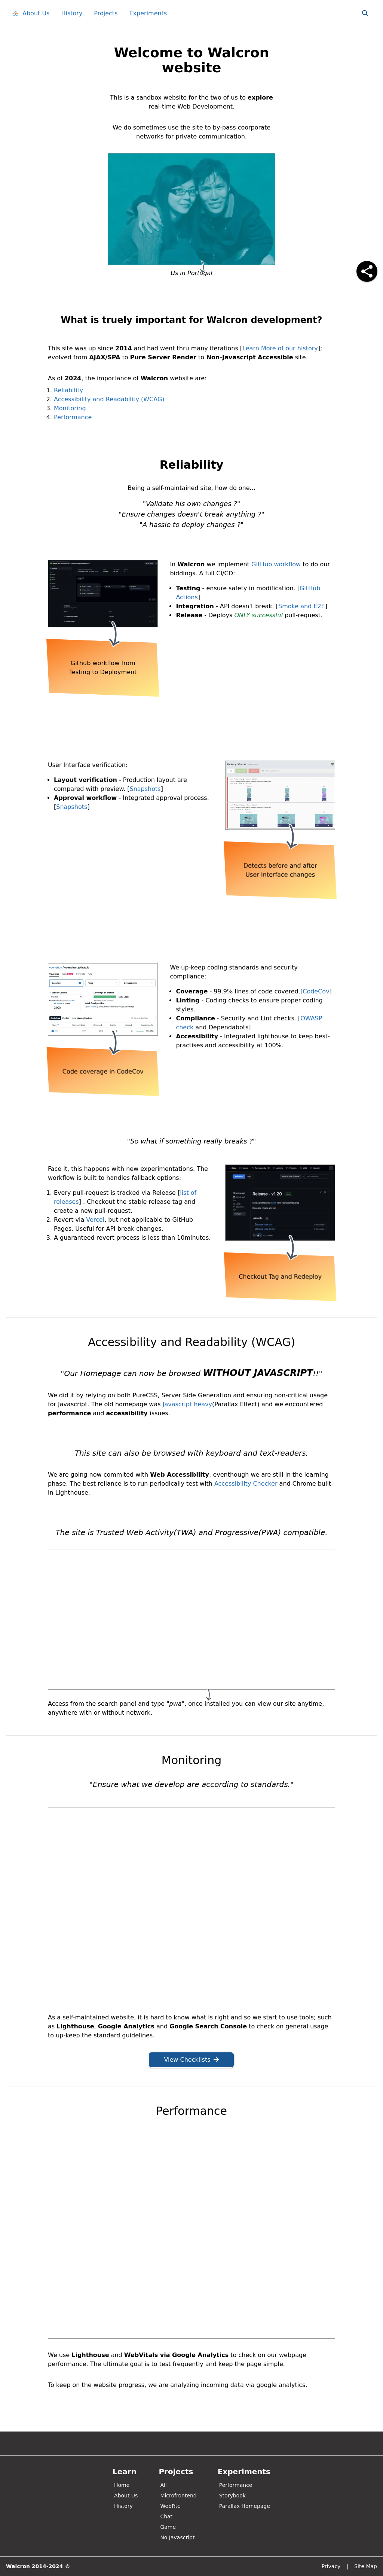 About Us History Projects Experiments
Welcome to Walcron
website
This is a sandbox website for the two of us to explore
real-time Web Development.
We do sometimes use the site to by-pass coorporate
networks for private communication.
Us in Portugal
What is truely important for Walcron development?
This site was up since 2014 and had went thru many iterations [Learn More of our history];
evolved from AJAX/SPA to Pure Server Render to Non-Javascript Accessible site.
As of 2024, the importance of Walcron website are:
1. Reliability
2. Accessibility and Readability (WCAG)
3. Monitoring
4. Performance
Reliability
Being a self-maintained site, how do one...
"Validate his own changes ?"
"Ensure changes doesn't break anything ?"
"A hassle to deploy changes ?"
In Walcron we implement GitHub workflow to do our
biddings. A full CI/CD:
• Testing - ensure safety in modification. [GitHub
Actions]
• Integration - API doesn't break. [Smoke and E2E]
• Release - Deploys ONLY successful pull-request.
Github workflow from
Testing to Deployment
User Interface verification:
• Layout verification - Production layout are
compared with preview. [Snapshots]
• Approval workflow - Integrated approval process.
[Snapshots]
Detects before and after
User Interface changes
We up-keep coding standards and security
compliance:
• Coverage - 99.9% lines of code covered.[CodeCov]
• Linting - Coding checks to ensure proper coding
styles.
• Compliance - Security and Lint checks. [OWASP
check and Dependabots]
• Accessibility - Integrated lighthouse to keep best-
practises and accessibility at 100%.
Code coverage in CodeCov
"So what if something really breaks ?"
Face it, this happens with new experimentations. The
workflow is built to handles failback options:
1. Every pull-request is tracked via Release [list of
releases] . Checkout the stable release tag and
create a new pull-request.
2. Revert via Vercel, but not applicable to GitHub
Pages. Useful for API break changes.
3. A guaranteed revert process is less than 10minutes.
Release - v1.20
Checkout Tag and Redeploy
Accessibility and Readability (WCAG)
"Our Homepage can now be browsed WITHOUT JAVASCRIPT!!"
We did it by relying on both PureCSS, Server Side Generation and ensuring non-critical usage
for Javascript. The old homepage was Javascript heavy(Parallax Effect) and we encountered
performance and accessibility issues.
This site can also be browsed with keyboard and text-readers.
We are going now commited with Web Accessibility; eventhough we are still in the learning
phase. The best reliance is to run periodically test with Accessibility Checker and Chrome built-
in Lighthouse.
The site is Trusted Web Activity(TWA) and Progressive(PWA) compatible.
Access from the search panel and type "pwa", once installed you can view our site anytime,
anywhere with or without network.
Monitoring
"Ensure what we develop are according to standards."
As a self-maintained website, it is hard to know what is right and so we start to use tools; such
as Lighthouse, Google Analytics and Google Search Console to check on general usage
to up-keep the standard guidelines.
View Checklists
Performance
We use Lighthouse and WebVitals via Google Analytics to check on our webpage
performance. The ultimate goal is to test frequently and keep the page simple.
To keep on the website progress, we are analyzing incoming data via google analytics.
Learn
Home
About Us
History
Projects
All
Microfrontend
WebRtc
Chat
Game
No Javascript
Experiments
Performance
Storybook
Parallax Homepage
Walcron 2014-2024 ©
Privacy | Site Map